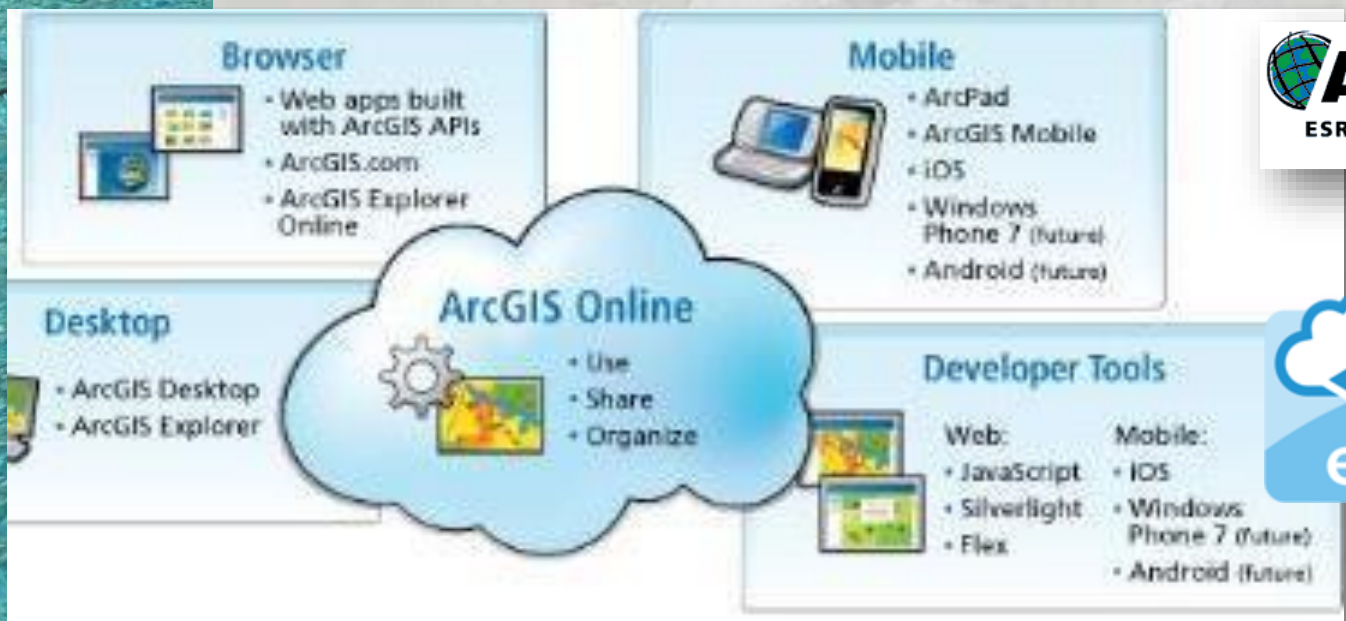 Browser
• Web apps built
with ArcGIS APIs
• ArcGIS.com
• ArcGIS Explorer
Online
Mobile
• ArcPad
• ArcGIS Mobile
• iOS
• Windows
Phone 7 (future)
• Android (future)
Desktop
• ArcGIS Desktop
• ArcGIS Explorer
ArcGIS Online
• Use
• Share
• Organize
Developer Tools
Web:
• JavaScript
• Silverlight
• Flex
Mobile:
• iOS
• Windows
Phone 7 (future)
• Android (future)
A
ESR
e